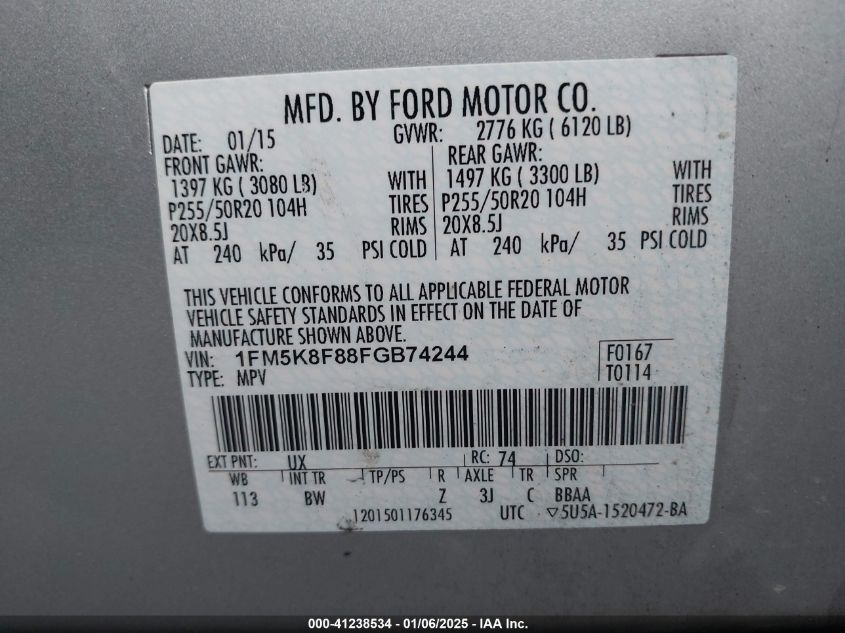 MFD. BY FORD MOTOR CO.
DATE: 01/15 GVWR: 2776 KG ( 6120 LB)
FRONT GAWR: REAR GAWR:
1397 KG ( 3080 LB) WITH 1497 KG ( 3300 LB) WITH
P255/50R20 104H TIRES P255/50R20 104H TIRES
20X8.5J RIMS 20X8.5J RIMS
AT 240 kPa/ 35 PSI COLD AT 240 kPa/ 35 PSI COLD
THIS VEHICLE CONFORMS TO ALL APPLICABLE FEDERAL MOTOR
VEHICLE SAFETY STANDARDS IN EFFECT ON THE DATE OF
MANUFACTURE SHOWN ABOVE.
VIN: 1FM5K8F88FGB74244 F0167
TYPE: MPV T0114
EXT PNT: UX RC: 74 DSO:
WB INT TR TP/PS R AXLE TR SPR
113 BW Z 3J C BBAA
1201501176345 UTC ▽5U5A-1520472-BA
000-41238534 - 01/06/2025 - IAA Inc.